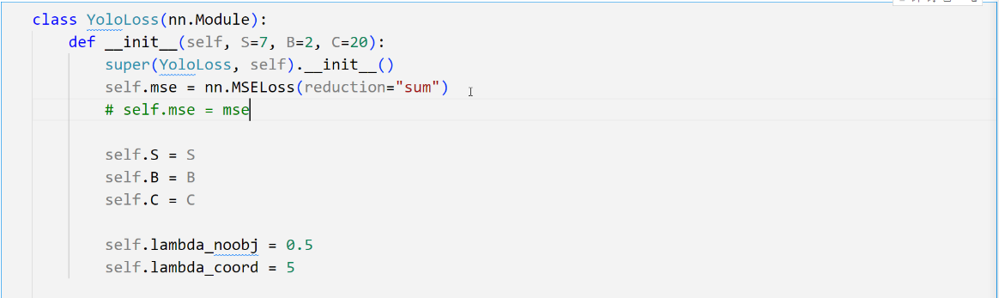 class YoloLoss(nn.Module):
    def __init__(self, S=7, B=2, C=20):
        super(YoloLoss, self).__init__()
        self.mse = nn.MSELoss(reduction="sum")
        # self.mse = mse
        self.S = S
        self.B = B
        self.C = C
        self.lambda_noobj = 0.5
        self.lambda_coord = 5